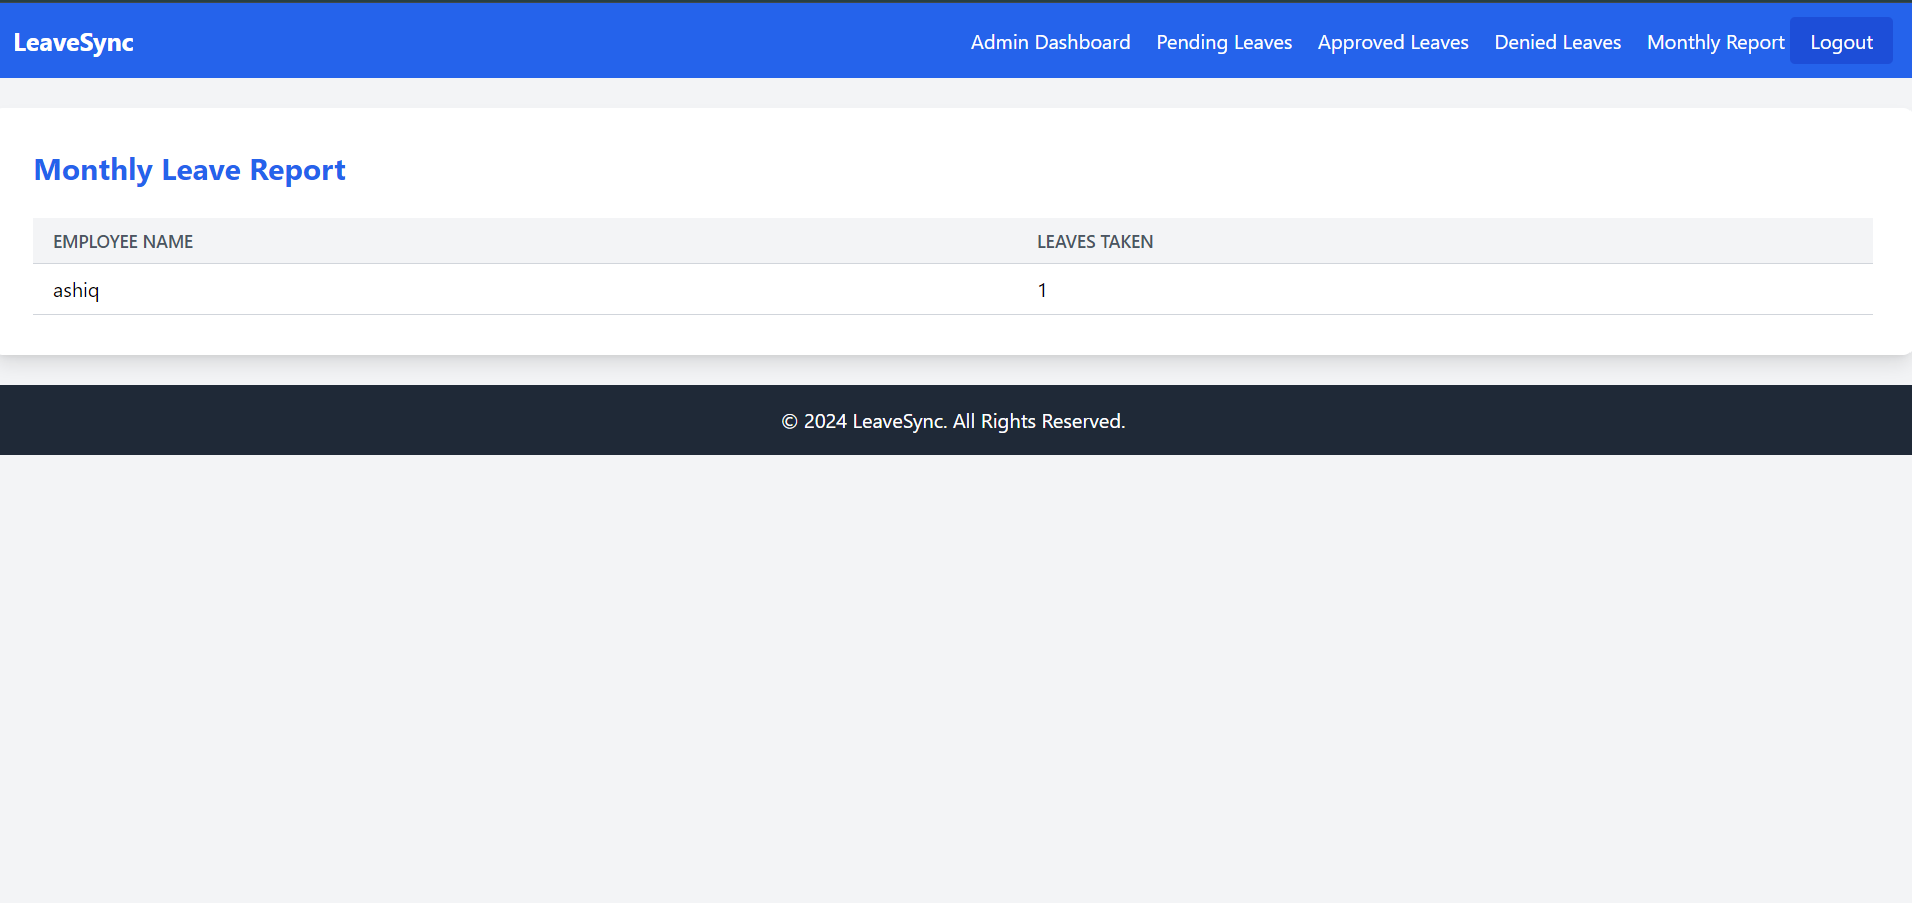 LeaveSync
Admin Dashboard Pending Leaves Approved Leaves Denied Leaves Monthly Report Logout
Monthly Leave Report
EMPLOYEE NAME LEAVES TAKEN
ashiq 1
© 2024 LeaveSync. All Rights Reserved.